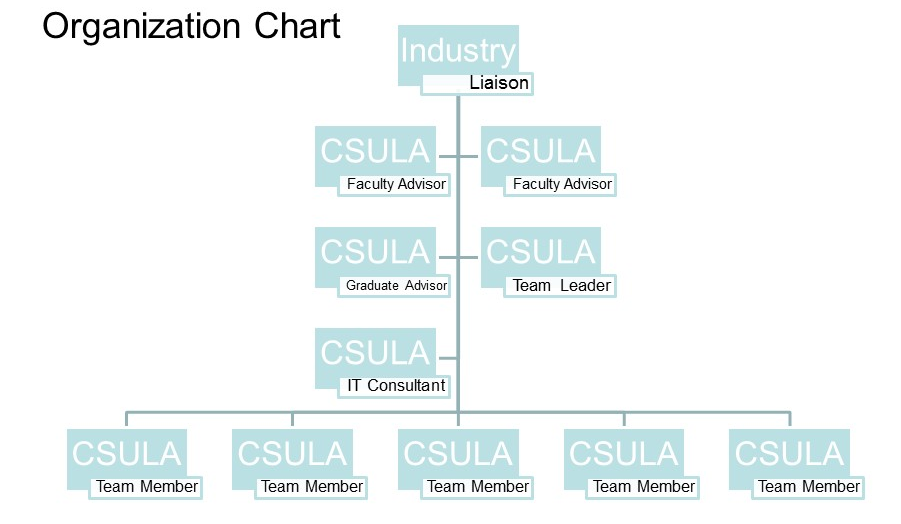 Organization Chart
Industry
Liaison
CSULA
Faculty Advisor
CSULA
Faculty Advisor
CSULA
Graduate Advisor
CSULA
Team Leader
CSULA
IT Consultant
CSULA
Team Member
CSULA
Team Member
CSULA
Team Member
CSULA
Team Member
CSULA
Team Member